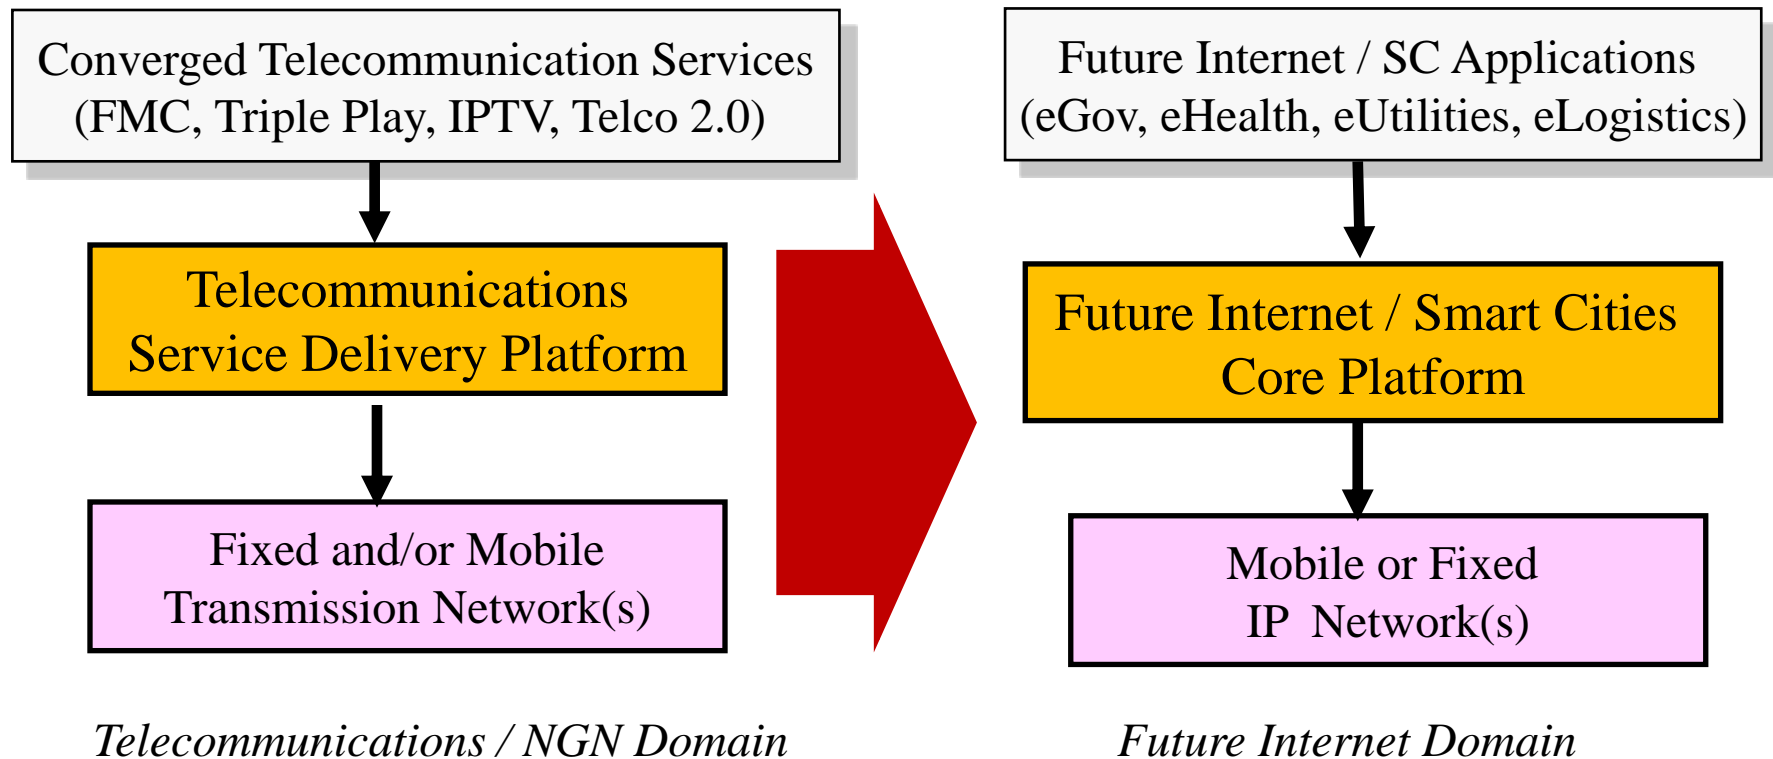 Converged Telecommunication Services
(FMC, Triple Play, IPTV, Telco 2.0)
Telecommunications
Service Delivery Platform
Fixed and/or Mobile
Transmission Network(s)
Telecommunications / NGN Domain
Future Internet / SC Applications
(eGov, eHealth, eUtilities, eLogistics)
Future Internet / Smart Cities
Core Platform
Mobile or Fixed
IP Network(s)
Future Internet Domain